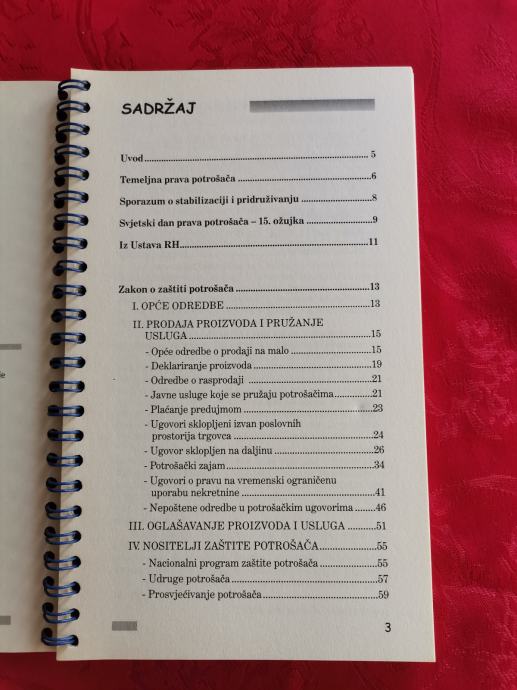 SADRŽAJ
Uvod 5
Temeljna prava potrošača 6
Sporazum o stabilizaciji i pridruživanju 8
Svjetski dan prava potrošača – 15. ožujka 9
Iz Ustava RH 11
Zakon o zaštiti potrošača 13
I. OPĆE ODREDBE 13
II. PRODAJA PROIZVODA I PRUŽANJE
USLUGA 15
- Opće odredbe o prodaji na malo 15
- Deklariranje proizvoda 19
- Odredbe o rasprodaji 21
- Javne usluge koje se pružaju potrošačima 21
- Plaćanje predujmom 23
- Ugovori sklopljeni izvan poslovnih
prostorija trgovca 24
- Ugovor sklopljen na daljinu 26
- Potrošački zajam 34
- Ugovori o pravu na vremenski ograničenu
uporabu nekretnine 41
- Nepoštene odredbe u potrošačkim ugovorima 46
III. OGLAŠAVANJE PROIZVODA I USLUGA 51
IV. NOSITELJI ZAŠTITE POTROŠAČA 55
- Nacionalni program zaštite potrošača 55
- Udruge potrošača 57
- Prosvjećivanje potrošača 59
3